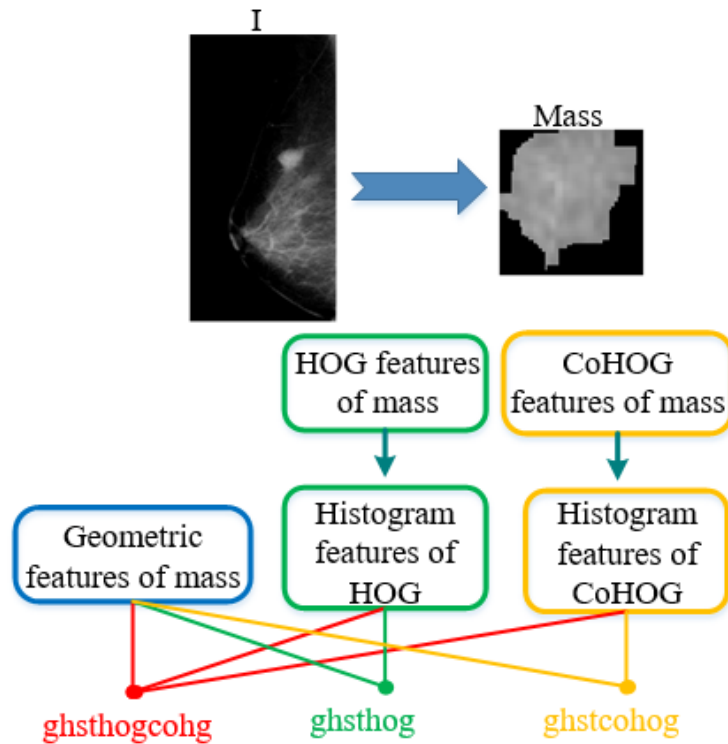 I
Mass
HOG features
of mass
CoHOG
features of mass
Geometric
features of mass
Histogram
features of
HOG
Histogram
features of
CoHOG
ghsthogcohg
ghsthog
ghstcohog